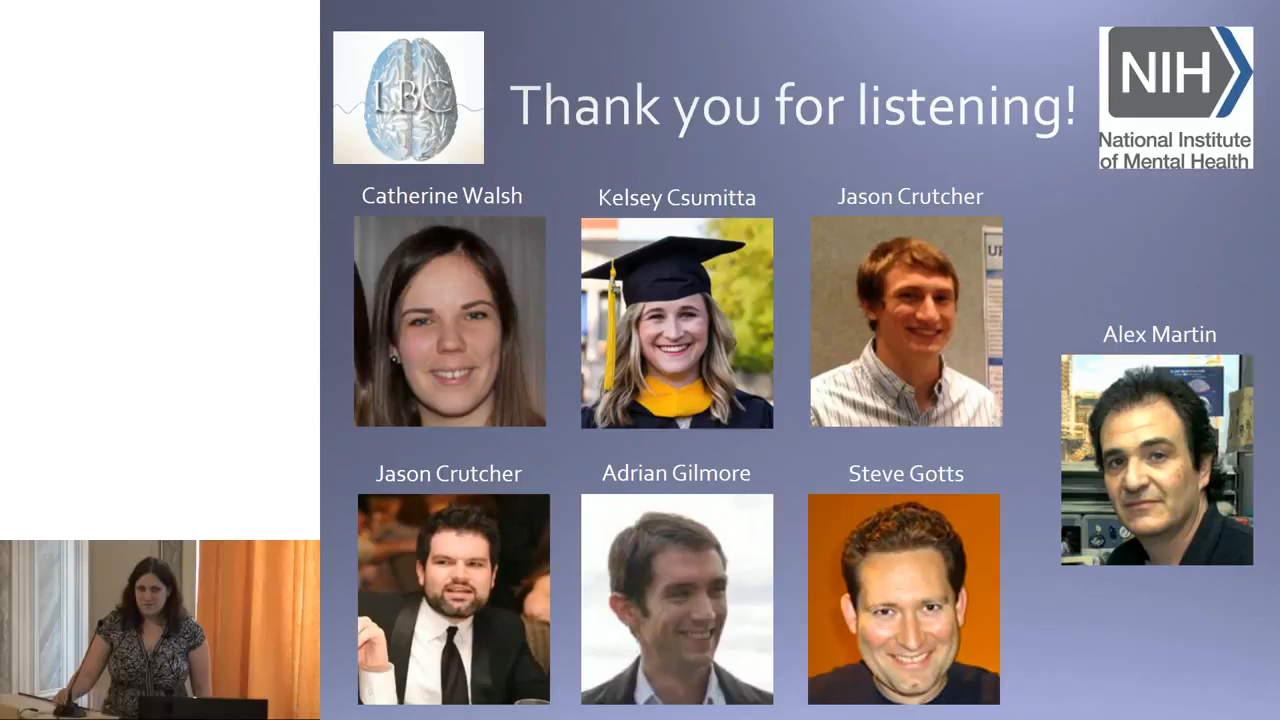 LBC
Thank you for listening!
NIH
National Institute
of Mental Health
Catherine Walsh
Kelsey Csumitta
Jason Crutcher
Alex Martin
Jason Crutcher
Adrian Gilmore
Steve Gotts